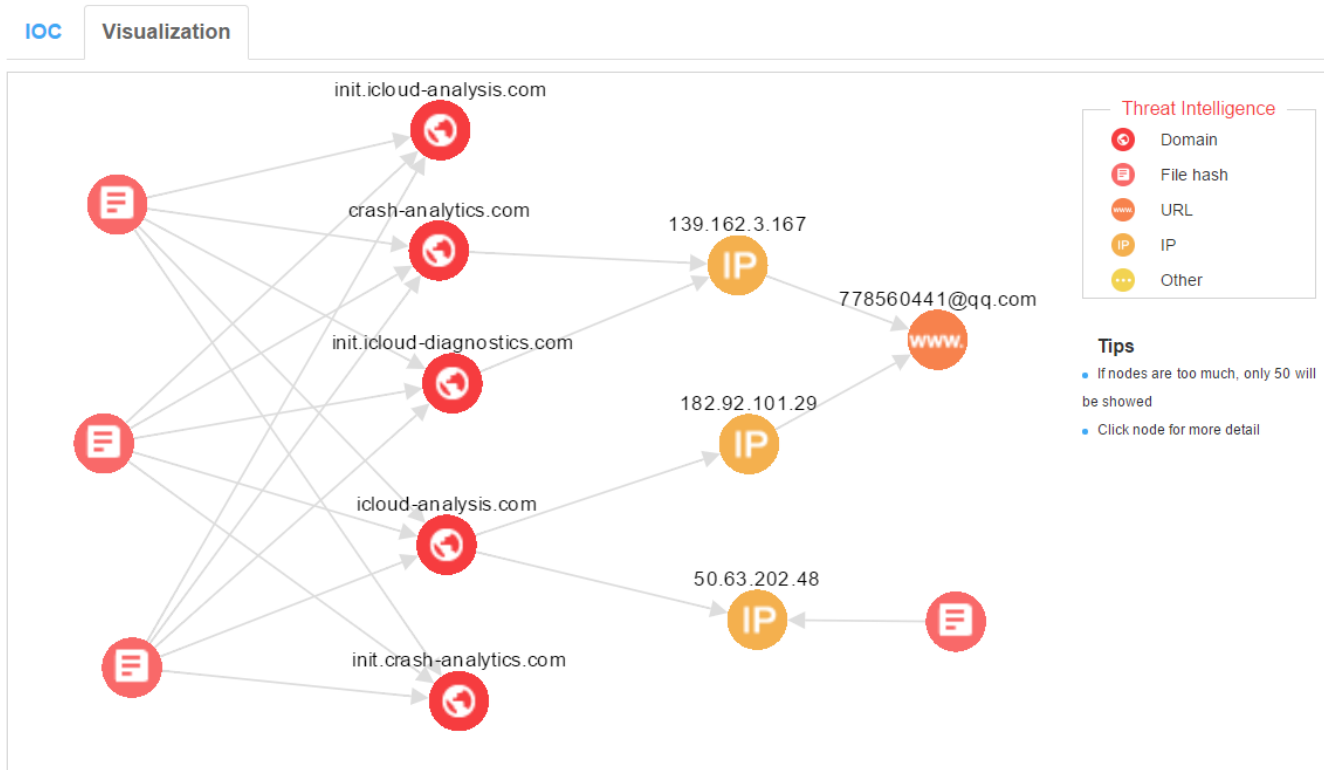 IOC
Visualization
init.icloud-analysis.com
crash-analytics.com
139.162.3.167
778560441@qq.com
www.
IP
init.icloud-diagnostics.com
182.92.101.29
IP
icloud-analysis.com
50.63.202.48
IP
init.crash-analytics.com
Threat Intelligence
Domain
File hash
www.
URL
IP
IP
... Other
Tips
If nodes are too much, only 50 will
be showed
Click node for more detail